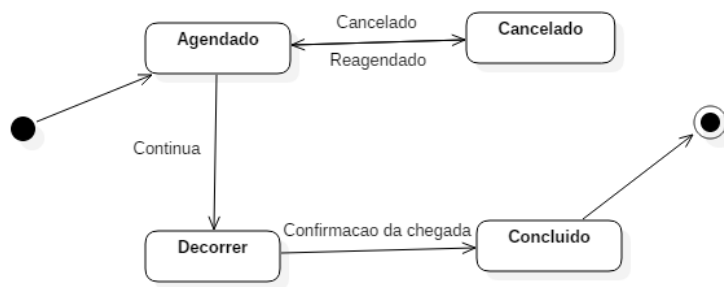 Agendado
Cancelado
Cancelado
Reagendado
Continua
Decorrer
Confirmacao da chegada
Concluido